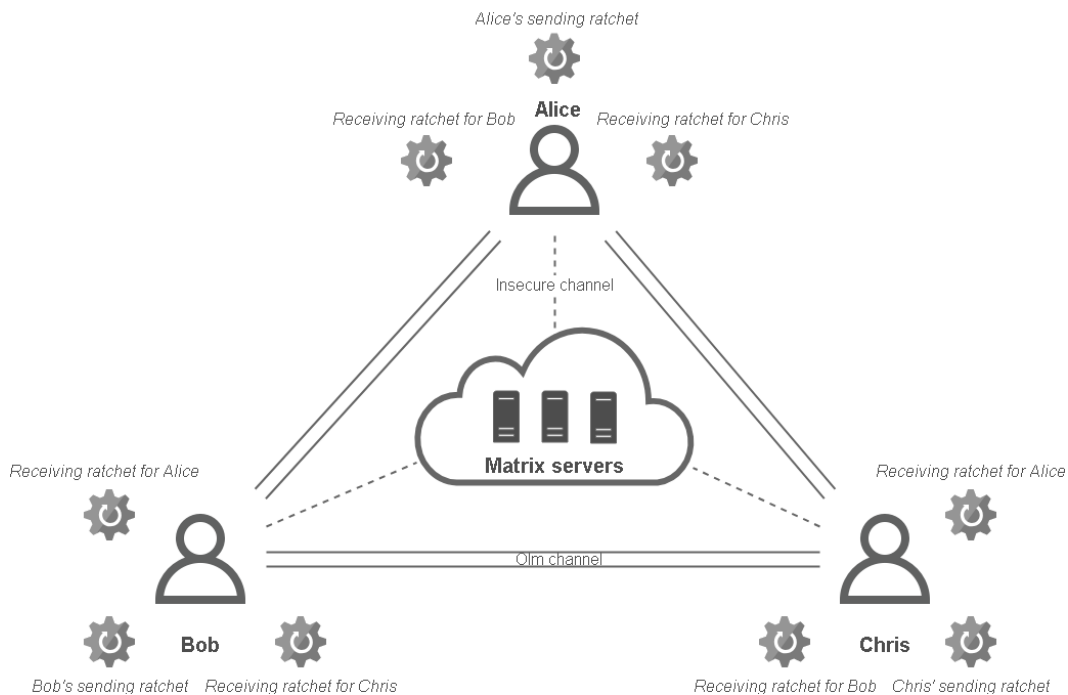 Alice's sending ratchet
Alice
Receiving ratchet for Bob
Receiving ratchet for Chris
Insecure channel
Matrix servers
Receiving ratchet for Alice
Receiving ratchet for Alice
Olm channel
Bob
Chris
Bob's sending ratchet
Receiving ratchet for Chris
Receiving ratchet for Bob
Chris' sending ratchet